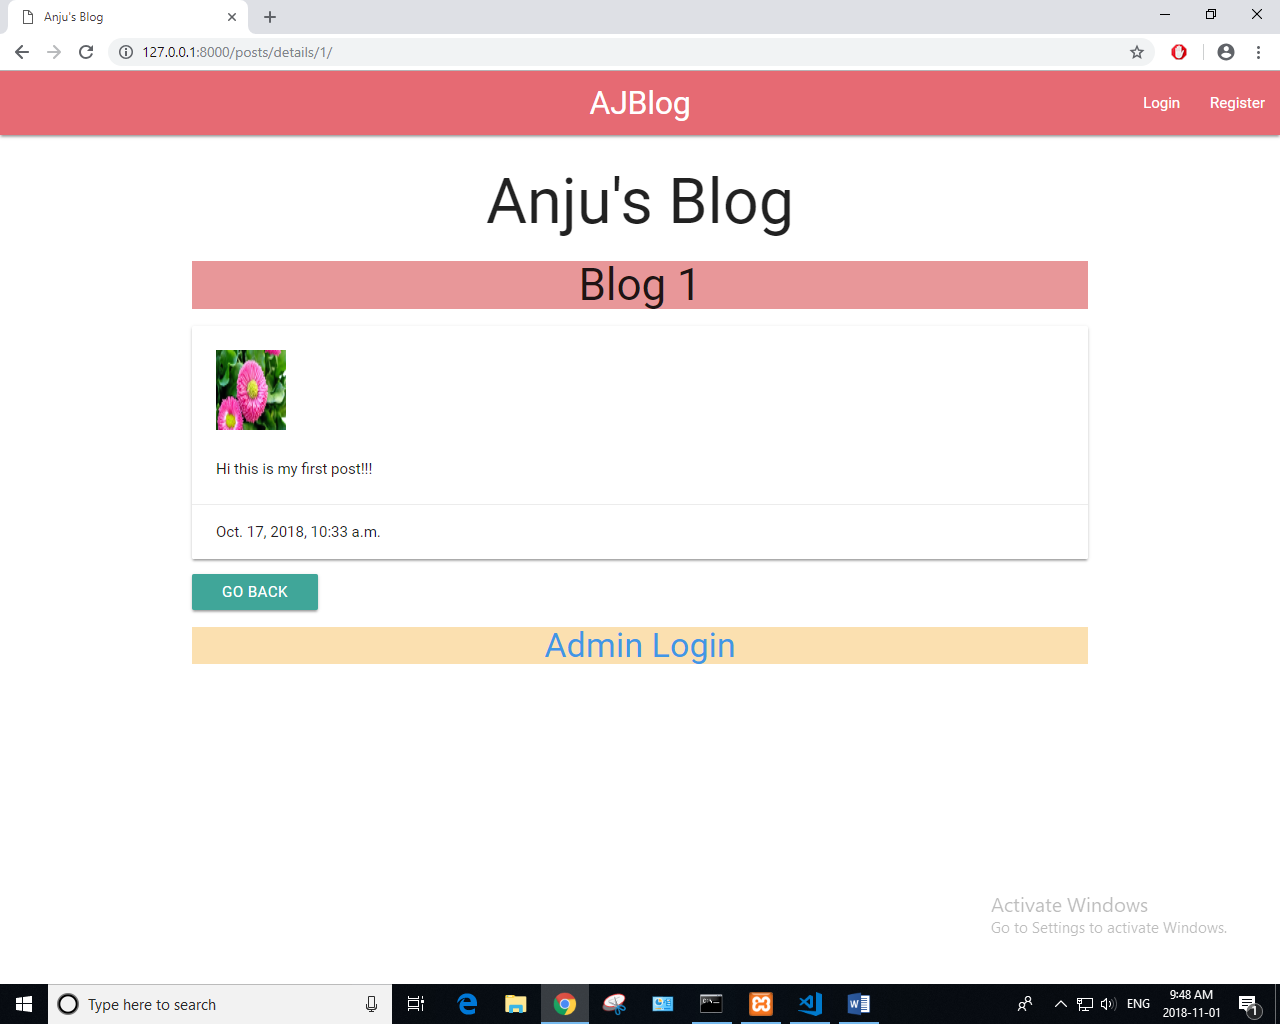 Anju's Blog
127.0.0.1:8000/posts/details/1/
AJBlog
Login
Register
Anju's Blog
Blog 1
Hi this is my first post!!!
Oct. 17, 2018, 10:33 a.m.
GO BACK
Admin Login
Activate Windows
Go to Settings to activate Windows.
Type here to search
ENG
9:48 AM
2018-11-01
1